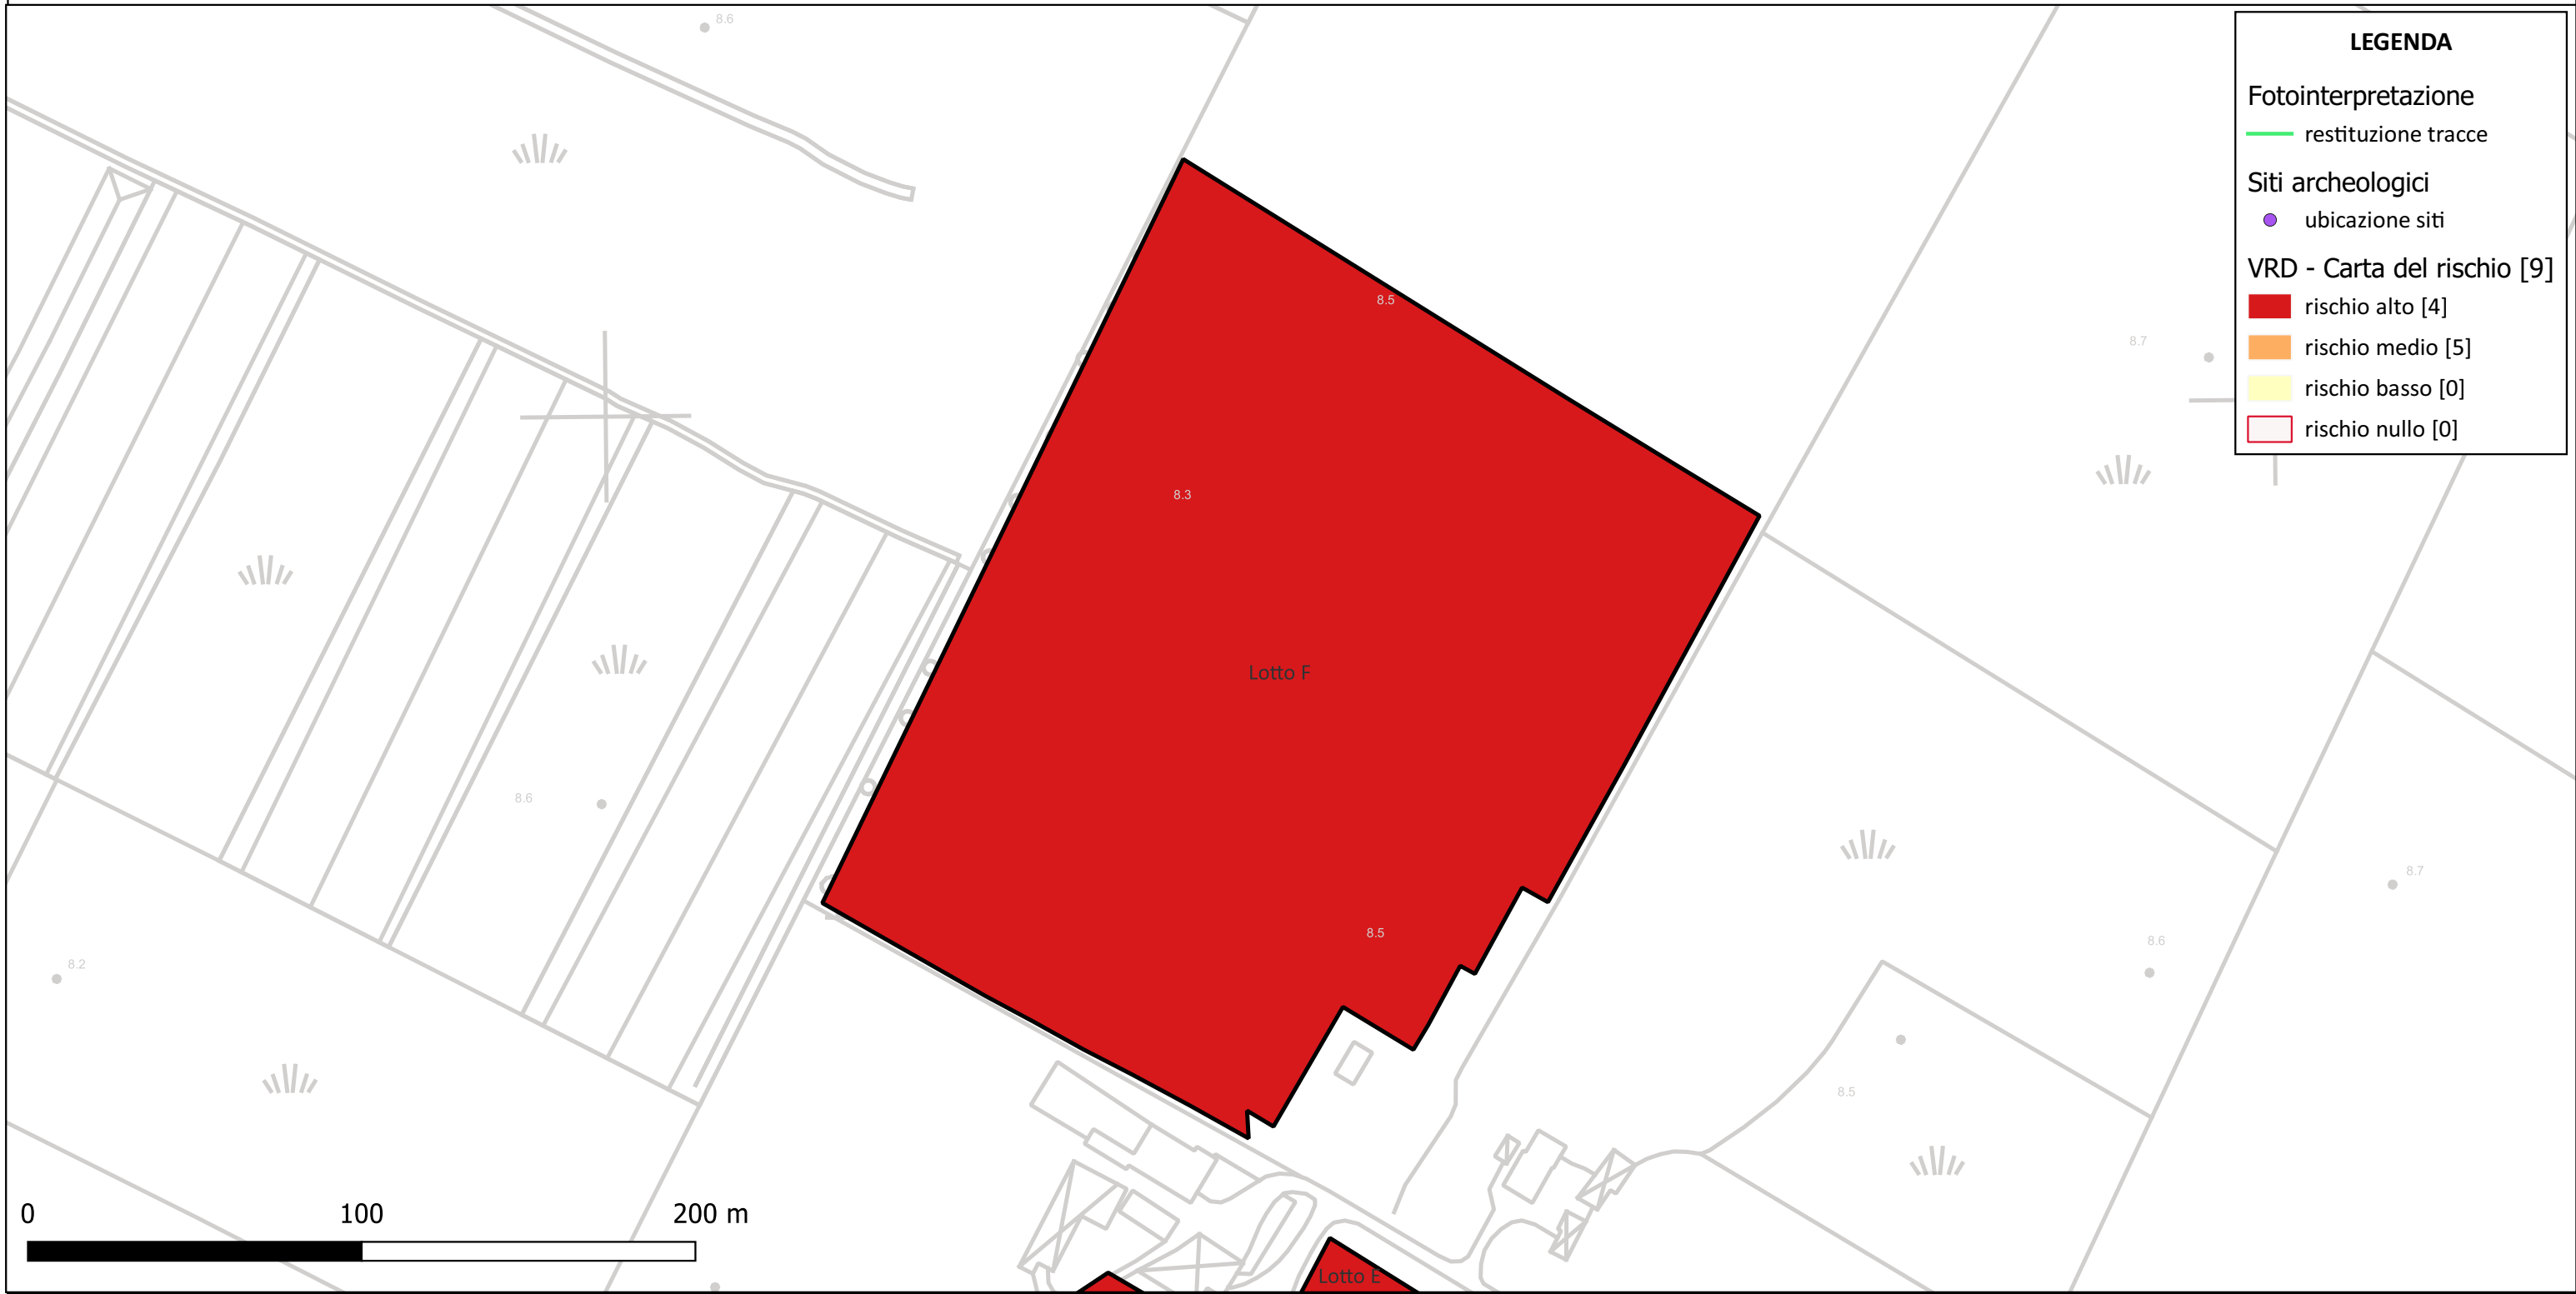 8.6
LEGENDA
Fotointerpretazione
restituzione tracce
Siti archeologici
ubicazione siti
VRD - Carta del rischio [9]
rischio alto [4]
rischio medio [5]
rischio basso [0]
rischio nullo [0]
8.5
8.7
8.3
Lotto F
8.6
8.7
8.5
8.6
8.2
8.5
0 100 200 m
Lotto E